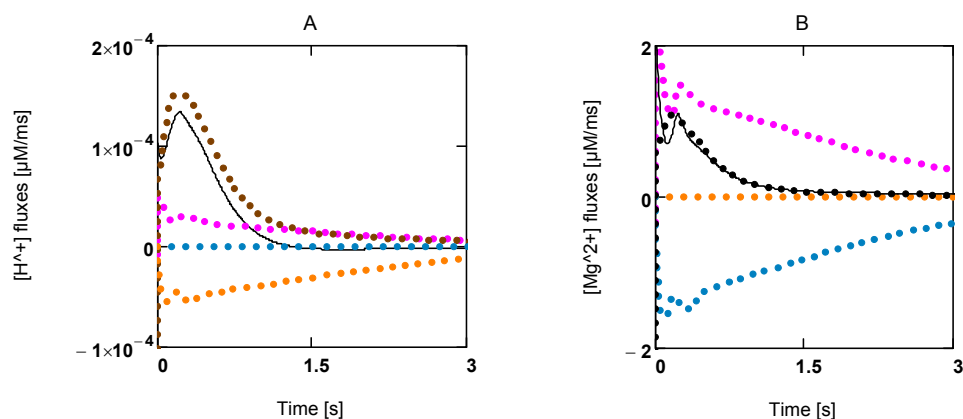 A
[H^+] fluxes [µM/ms]
2×10⁻⁴
1×10⁻⁴
0
−1×10⁻⁴
0 1.5 3
Time [s]
B
[Mg^2+] fluxes [µM/ms]
2
0
−2
0 1.5 3
Time [s]